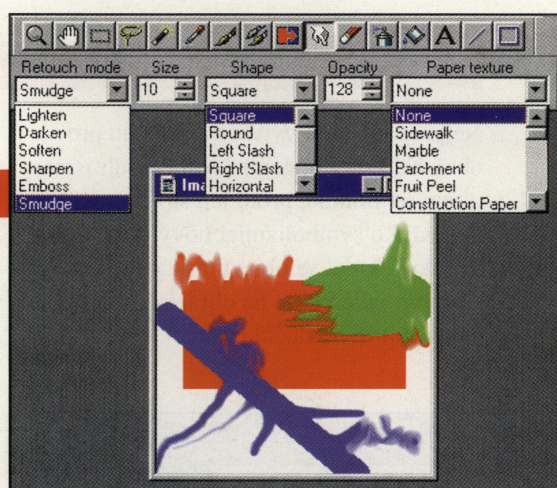 A
Retouch mode Size Shape Opacity Paper texture
Smudge 10 Square 128 None
Lighten
Darken
Soften
Sharpen
Emboss
Smudge
Square
Round
Left Slash
Right Slash
Horizontal
None
Sidewalk
Marble
Parchment
Fruit Peel
Construction Paper
Ima